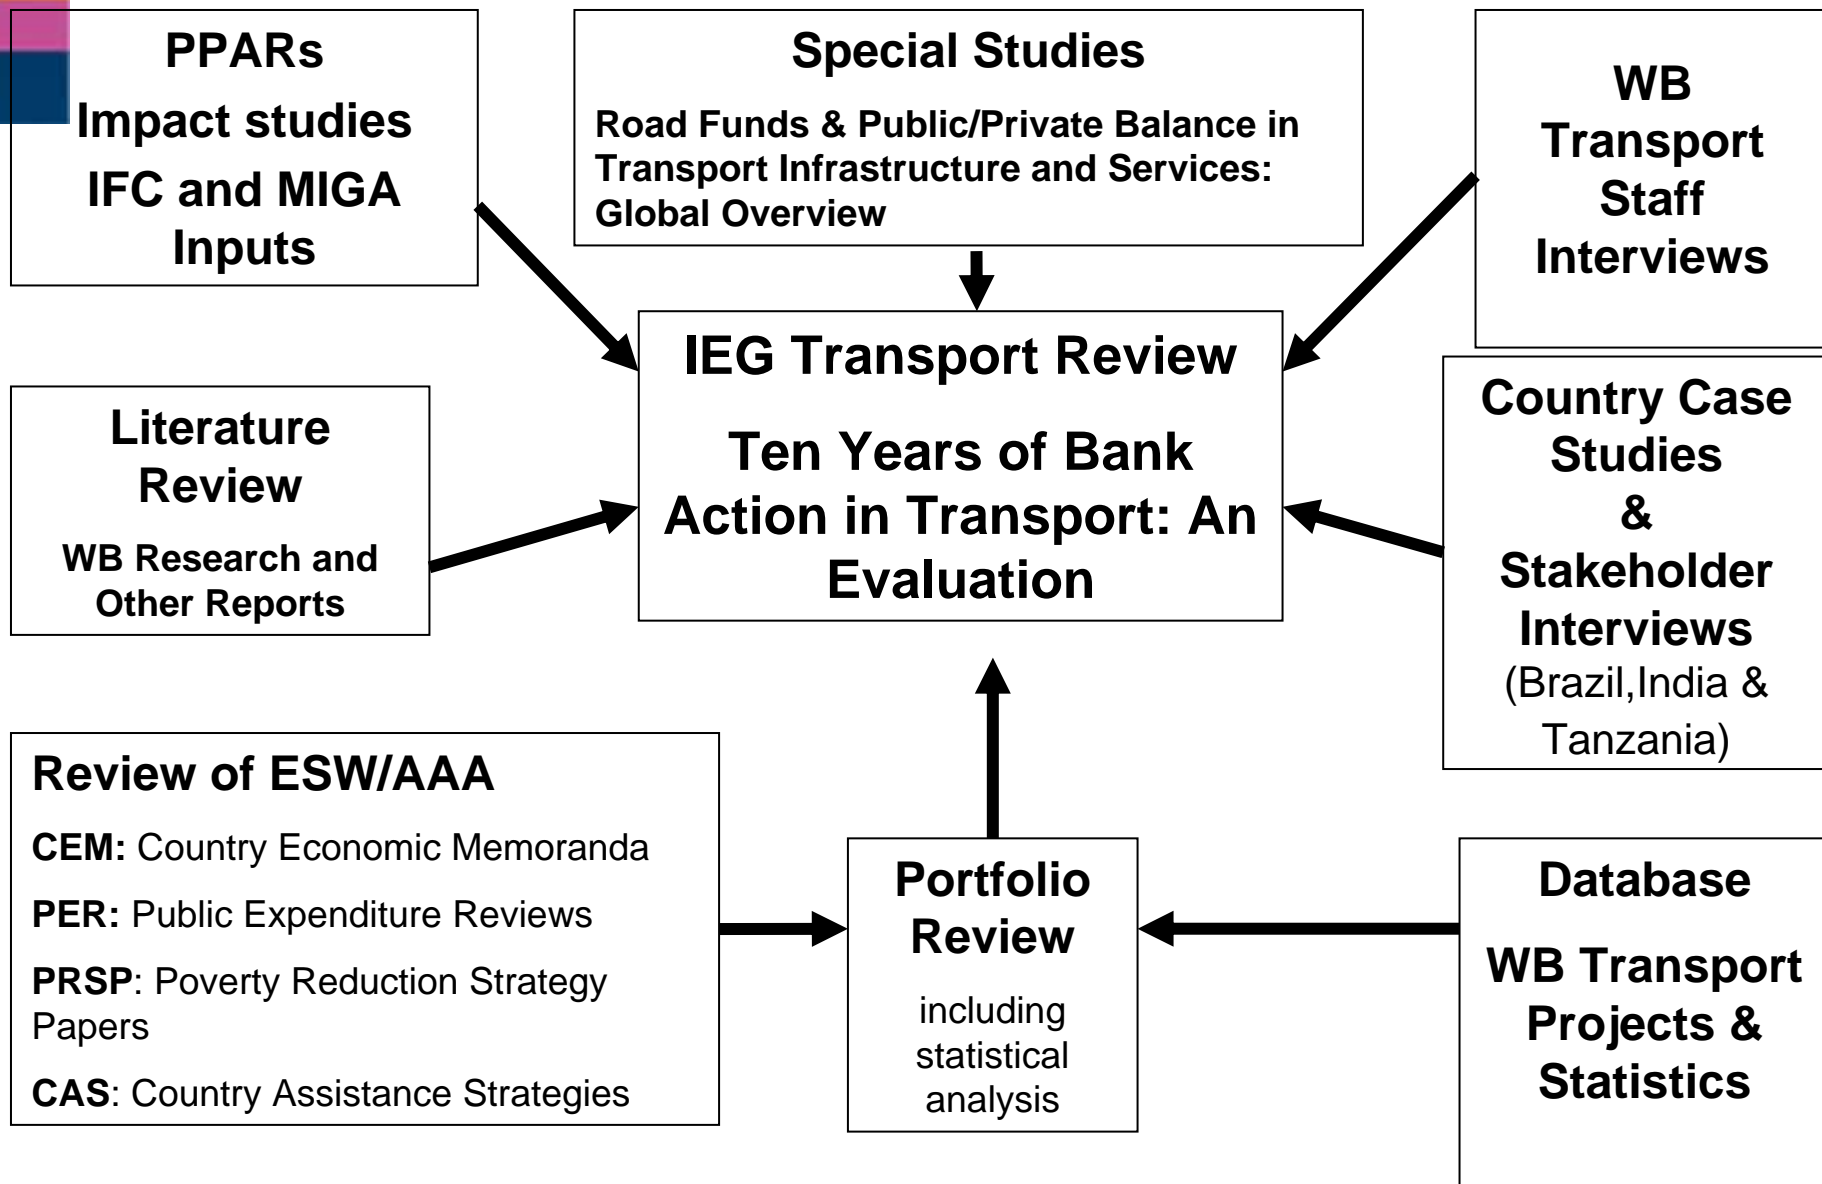 PPARs
Impact studies
IFC and MIGA
Inputs
Special Studies
Road Funds & Public/Private Balance in
Transport Infrastructure and Services:
Global Overview
WB
Transport
Staff
Interviews
IEG Transport Review
Ten Years of Bank
Action in Transport: An
Evaluation
Literature
Review
WB Research and
Other Reports
Country Case
Studies
&
Stakeholder
Interviews
(Brazil,India &
Tanzania)
Review of ESW/AAA
CEM: Country Economic Memoranda
PER: Public Expenditure Reviews
PRSP: Poverty Reduction Strategy
Papers
CAS: Country Assistance Strategies
Portfolio
Review
including
statistical
analysis
Database
WB Transport
Projects &
Statistics